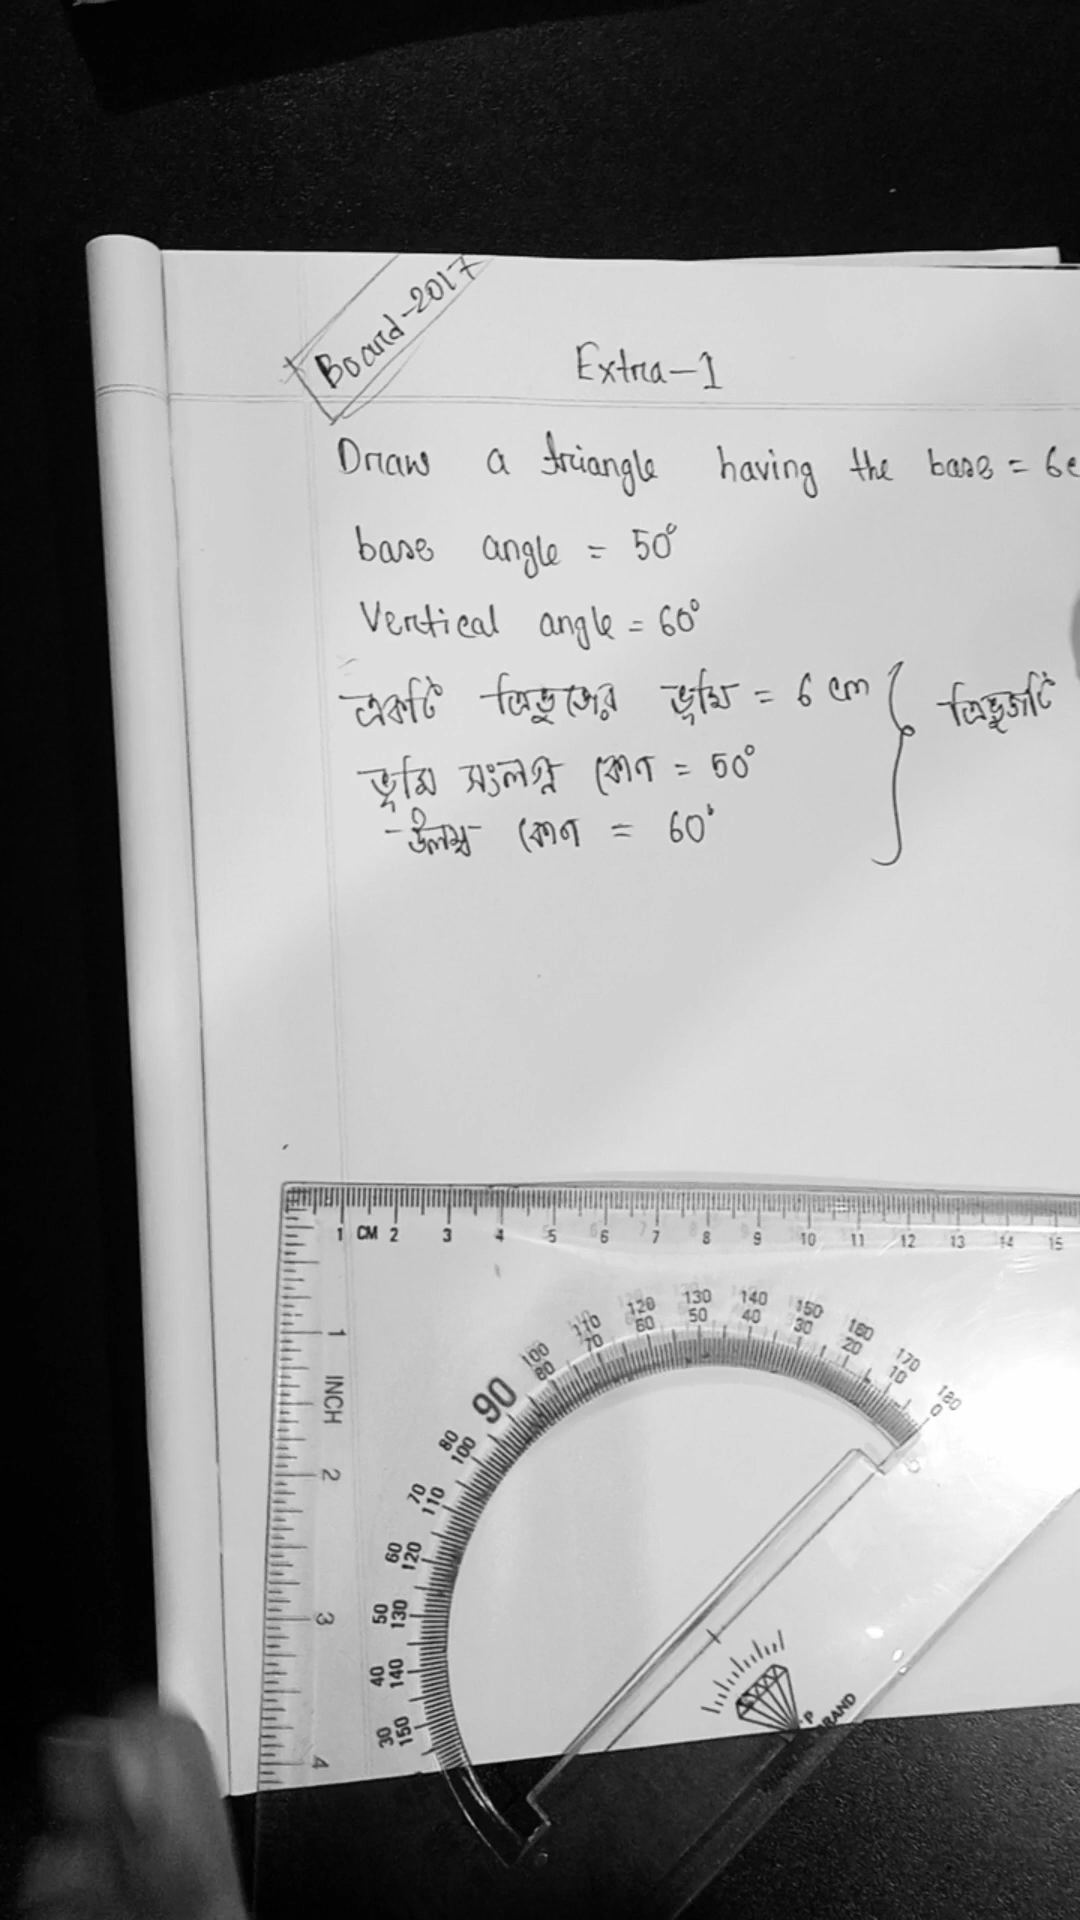 Board-2017
Extra-1
Draw a triangle having the base = 6c
base angle = 50°
Vertical angle = 60°
একটি ত্রিভুজের ভূমি = 6 cm } ত্রিভুজটি
ভূমি সংলগ্ন কোণ = 50°
উলম্ব কোণ = 60°
1 CM 2 3 4 5 6 7 8 9 10 11 12 13 14 15
1 INCH 2 3 4
180 170 160 150 140 130 120 110 100 90 80 70 60 50 40 30
0 10 20 30 40 50 60 70 80 100 110 120 130 140 150
RAND